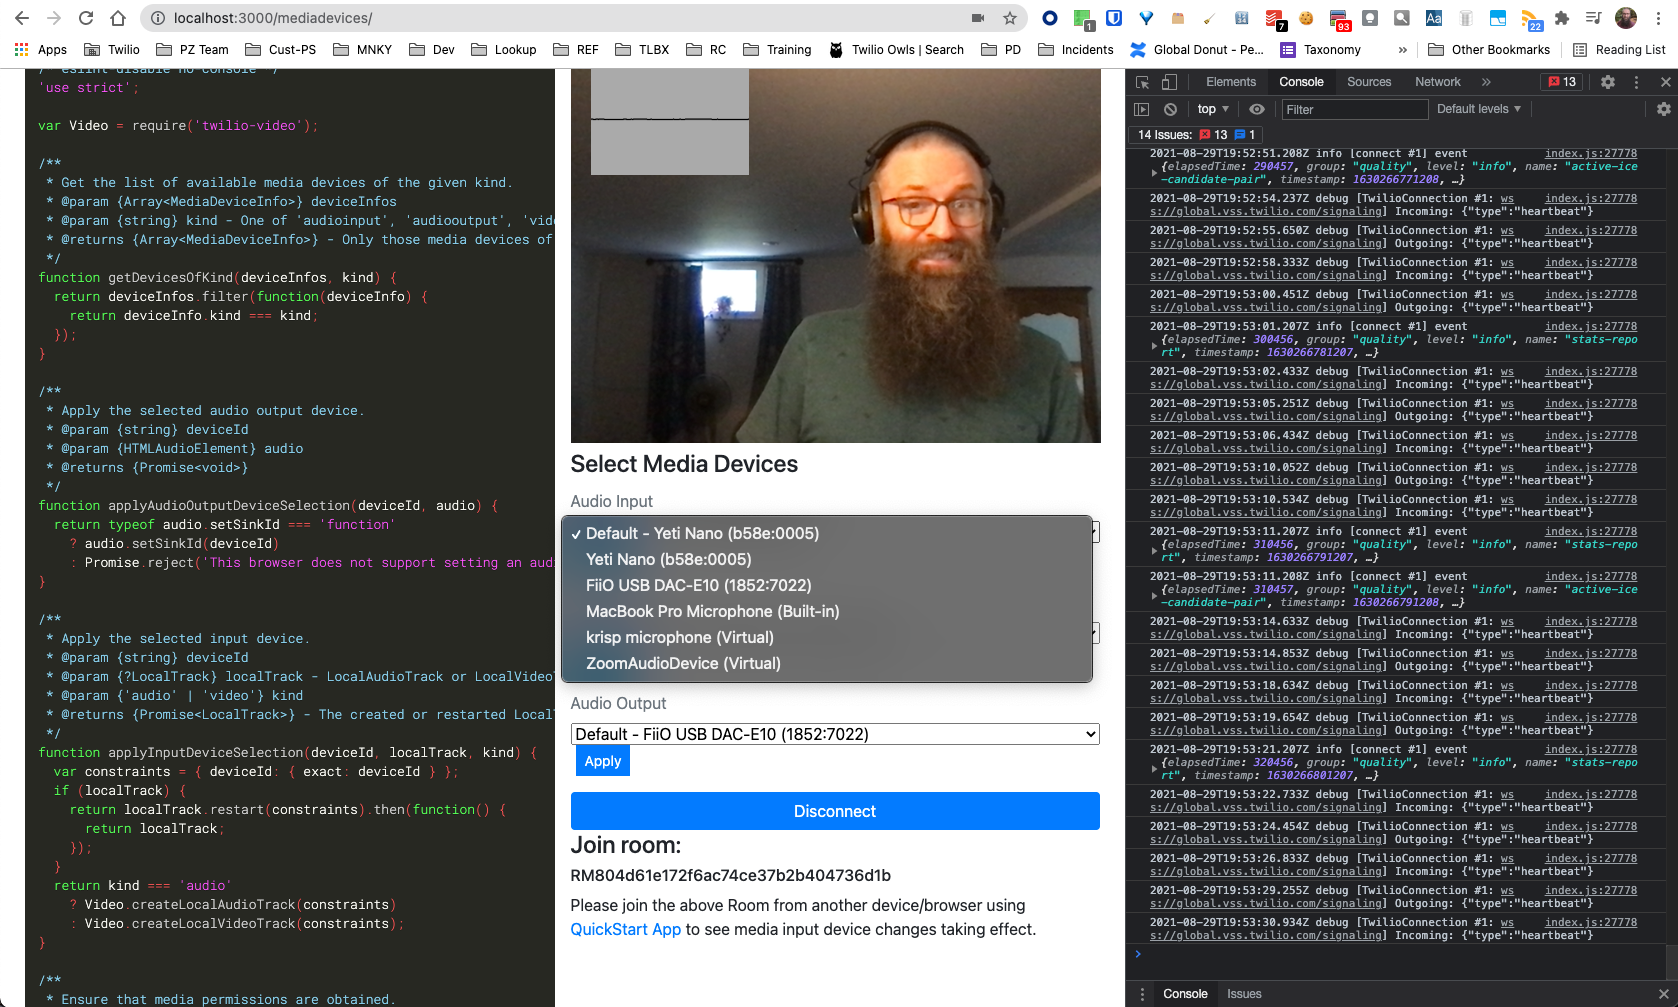 localhost:3000/mediadevices/
1
7
93
Aa
22
Apps
Twilio
PZ Team
Cust-PS
MNKY
Dev
Lookup
REF
TLBX
RC
Training
Twilio Owls | Search
PD
Incidents
Global Donut - Pe...
Taxonomy
»
Other Bookmarks
Reading List
/* eslint-disable no-console */
'use strict';
var Video = require('twilio-video');
/**
* Get the list of available media devices of the given kind.
* @param {Array<MediaDeviceInfo>} deviceInfos
* @param {string} kind - One of 'audioinput', 'audiooutput', 'vide
* @returns {Array<MediaDeviceInfo>} - Only those media devices of
*/
function getDevicesOfKind(deviceInfos, kind) {
return deviceInfos.filter(function(deviceInfo) {
return deviceInfo.kind === kind;
});
}
/**
* Apply the selected audio output device.
* @param {string} deviceId
* @param {HTMLAudioElement} audio
* @returns {Promise<void>}
*/
function applyAudioOutputDeviceSelection(deviceId, audio) {
return typeof audio.setSinkId === 'function'
? audio.setSinkId(deviceId)
: Promise.reject('This browser does not support setting an aud
}
/**
* Apply the selected input device.
* @param {string} deviceId
* @param {?LocalTrack} localTrack - LocalAudioTrack or LocalVideoT
* @param {'audio' | 'video'} kind
* @returns {Promise<LocalTrack>} - The created or restarted LocalT
*/
function applyInputDeviceSelection(deviceId, localTrack, kind) {
var constraints = { deviceId: { exact: deviceId } };
if (localTrack) {
return localTrack.restart(constraints).then(function() {
return localTrack;
});
}
return kind === 'audio'
? Video.createLocalAudioTrack(constraints)
: Video.createLocalVideoTrack(constraints);
}
/**
* Ensure that media permissions are obtained.
Select Media Devices
Audio Input
✓ Default - Yeti Nano (b58e:0005)
Yeti Nano (b58e:0005)
FiiO USB DAC-E10 (1852:7022)
MacBook Pro Microphone (Built-in)
krisp microphone (Virtual)
ZoomAudioDevice (Virtual)
Audio Output
Default - FiiO USB DAC-E10 (1852:7022)
Apply
Disconnect
Join room:
RM804d61e172f6ac74ce37b2b404736d1b
Please join the above Room from another device/browser using
QuickStart App to see media input device changes taking effect.
Elements
Console
Sources
Network
»
13
top
Filter
Default levels
14 Issues: 13 1
2021-08-29T19:52:51.208Z info [connect #1] event index.js:27778
{elapsedTime: 290457, group: "quality", level: "info", name: "active-ice
-candidate-pair", timestamp: 1630266771208, …}
2021-08-29T19:52:54.237Z debug [TwilioConnection #1: ws index.js:27778
s://global.vss.twilio.com/signaling] Incoming: {"type":"heartbeat"}
2021-08-29T19:52:55.650Z debug [TwilioConnection #1: ws index.js:27778
s://global.vss.twilio.com/signaling] Outgoing: {"type":"heartbeat"}
2021-08-29T19:52:58.333Z debug [TwilioConnection #1: ws index.js:27778
s://global.vss.twilio.com/signaling] Incoming: {"type":"heartbeat"}
2021-08-29T19:53:00.451Z debug [TwilioConnection #1: ws index.js:27778
s://global.vss.twilio.com/signaling] Outgoing: {"type":"heartbeat"}
2021-08-29T19:53:01.207Z info [connect #1] event index.js:27778
{elapsedTime: 300456, group: "quality", level: "info", name: "stats-repo
rt", timestamp: 1630266781207, …}
2021-08-29T19:53:02.433Z debug [TwilioConnection #1: ws index.js:27778
s://global.vss.twilio.com/signaling] Incoming: {"type":"heartbeat"}
2021-08-29T19:53:05.251Z debug [TwilioConnection #1: ws index.js:27778
s://global.vss.twilio.com/signaling] Outgoing: {"type":"heartbeat"}
2021-08-29T19:53:06.434Z debug [TwilioConnection #1: ws index.js:27778
s://global.vss.twilio.com/signaling] Incoming: {"type":"heartbeat"}
2021-08-29T19:53:10.052Z debug [TwilioConnection #1: ws index.js:27778
s://global.vss.twilio.com/signaling] Outgoing: {"type":"heartbeat"}
2021-08-29T19:53:10.534Z debug [TwilioConnection #1: ws index.js:27778
s://global.vss.twilio.com/signaling] Incoming: {"type":"heartbeat"}
2021-08-29T19:53:11.207Z info [connect #1] event index.js:27778
{elapsedTime: 310456, group: "quality", level: "info", name: "stats-repo
rt", timestamp: 1630266791207, …}
2021-08-29T19:53:11.208Z info [connect #1] event index.js:27778
{elapsedTime: 310457, group: "quality", level: "info", name: "active-ice
-candidate-pair", timestamp: 1630266791208, …}
2021-08-29T19:53:14.633Z debug [TwilioConnection #1: ws index.js:27778
s://global.vss.twilio.com/signaling] Incoming: {"type":"heartbeat"}
2021-08-29T19:53:14.853Z debug [TwilioConnection #1: ws index.js:27778
s://global.vss.twilio.com/signaling] Outgoing: {"type":"heartbeat"}
2021-08-29T19:53:18.634Z debug [TwilioConnection #1: ws index.js:27778
s://global.vss.twilio.com/signaling] Incoming: {"type":"heartbeat"}
2021-08-29T19:53:19.654Z debug [TwilioConnection #1: ws index.js:27778
s://global.vss.twilio.com/signaling] Outgoing: {"type":"heartbeat"}
2021-08-29T19:53:21.207Z info [connect #1] event index.js:27778
{elapsedTime: 320456, group: "quality", level: "info", name: "stats-repo
rt", timestamp: 1630266801207, …}
2021-08-29T19:53:22.733Z debug [TwilioConnection #1: ws index.js:27778
s://global.vss.twilio.com/signaling] Incoming: {"type":"heartbeat"}
2021-08-29T19:53:24.454Z debug [TwilioConnection #1: ws index.js:27778
s://global.vss.twilio.com/signaling] Outgoing: {"type":"heartbeat"}
2021-08-29T19:53:26.833Z debug [TwilioConnection #1: ws index.js:27778
s://global.vss.twilio.com/signaling] Incoming: {"type":"heartbeat"}
2021-08-29T19:53:29.255Z debug [TwilioConnection #1: ws index.js:27778
s://global.vss.twilio.com/signaling] Outgoing: {"type":"heartbeat"}
2021-08-29T19:53:30.934Z debug [TwilioConnection #1: ws index.js:27778
s://global.vss.twilio.com/signaling] Incoming: {"type":"heartbeat"}
Console
Issues